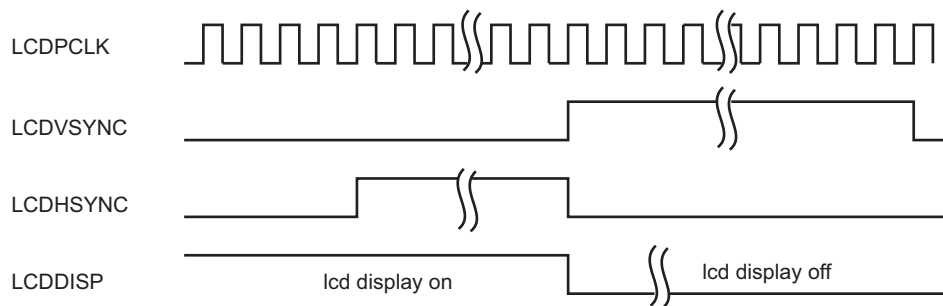 LCDPCLK
LCDVSYNC
LCDHSYNC
LCDDISP
lcd display on
lcd display off